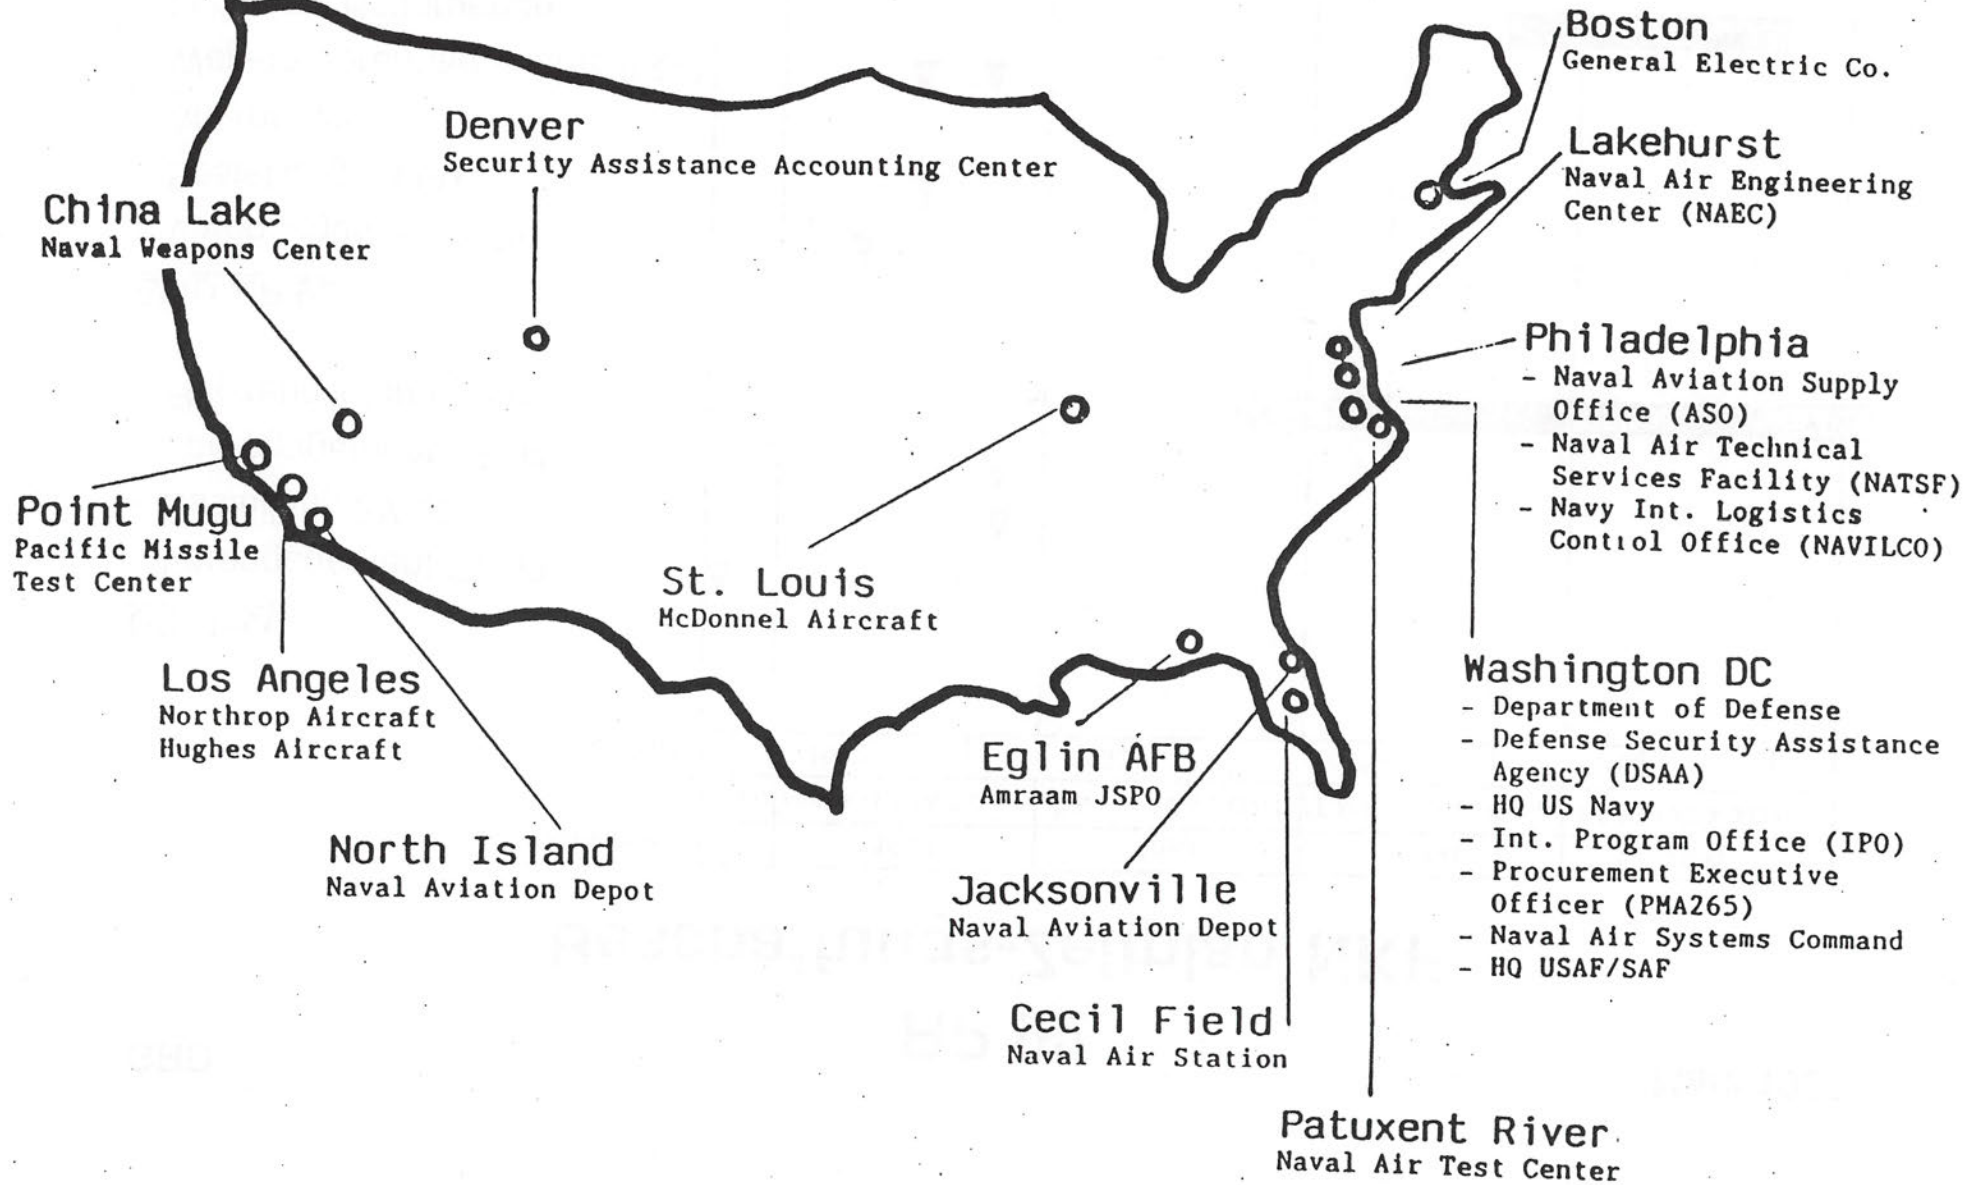 Boston
General Electric Co.
Lakehurst
Naval Air Engineering
Center (NAEC)
Denver
Security Assistance Accounting Center
China Lake
Naval Weapons Center
Philadelphia
- Naval Aviation Supply
Office (ASO)
- Naval Air Technical
Services Facility (NATSF)
- Navy Int. Logistics
Control Office (NAVILCO)
Point Mugu
Pacific Missile
Test Center
St. Louis
McDonnel Aircraft
Los Angeles
Northrop Aircraft
Hughes Aircraft
Washington DC
- Department of Defense
- Defense Security Assistance
Agency (DSAA)
- HQ US Navy
- Int. Program Office (IPO)
- Procurement Executive
Officer (PMA265)
- Naval Air Systems Command
- HQ USAF/SAF
Eglin AFB
Amraam JSPO
North Island
Naval Aviation Depot
Jacksonville
Naval Aviation Depot
Cecil Field
Naval Air Station
Patuxent River
Naval Air Test Center